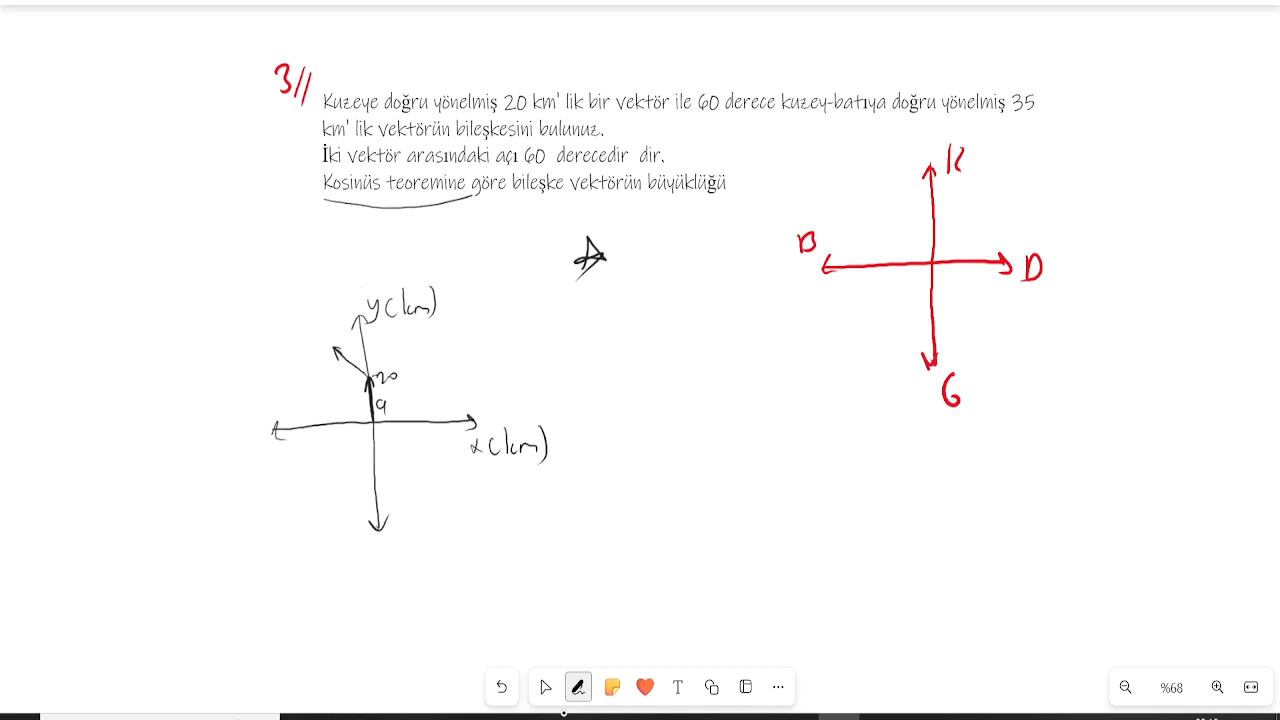 3//
Kuzeye doğru yönelmiş 20 km' lik bir vektör ile 60 derece kuzey-batıya doğru yönelmiş 35
km' lik vektörün bileşkesini bulunuz.
İki vektör arasındaki açı 60 derecedir dir.
Kosinüs teoremine göre bileşke vektörün büyüklüğü
K
B
D
G
y(km)
20
x(km)
T
%68